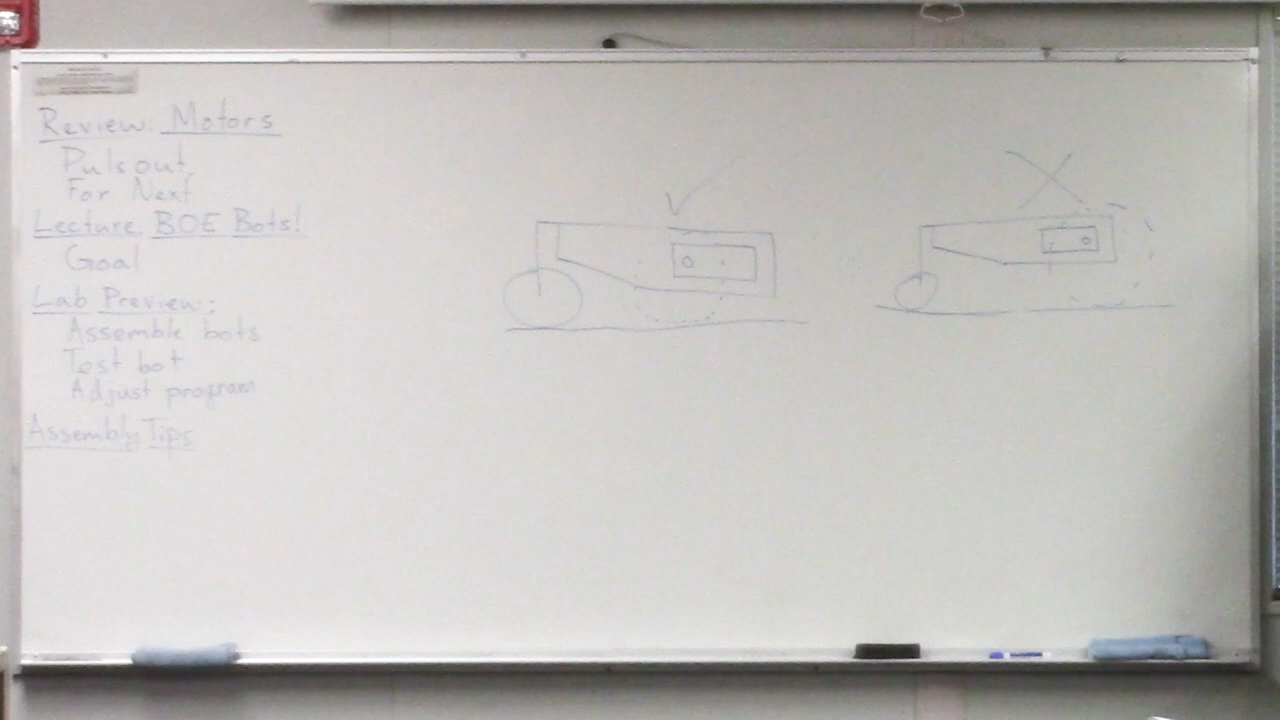 Review: Motors
Pulsout,
For Next
Lecture: BOE Bots!
Goal
Lab Preview:
Assemble bots
Test bot
Adjust program
Assembly Tips